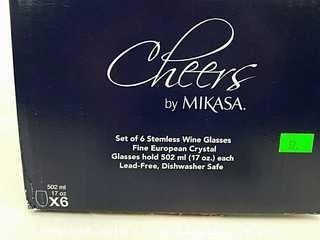 Cheers
by MIKASA.
Set of 6 Stemless Wine Glasses
Fine European Crystal
Glasses hold 502 ml (17 oz.) each
Lead-Free, Dishwasher Safe
502 ml
17 oz
X6